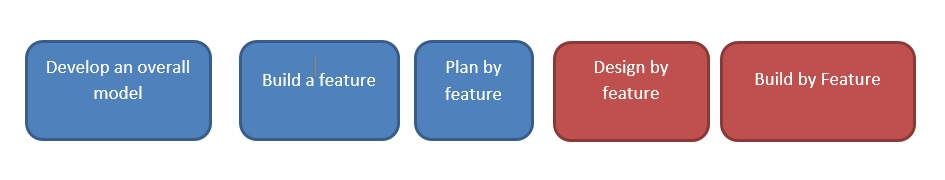 Develop an overall
model
Build a feature
Plan by
feature
Design by
feature
Build by Feature